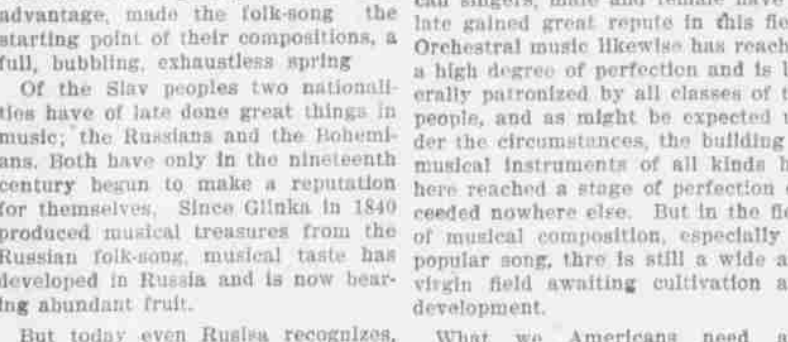 advantage, made the folk-song the
starting point of their compositions, a
full, bubbling, exhaustless spring
Of the Slav peoples two nationali-
ties have of late done great things in
music; the Russians and the Bohemi-
ans. Both have only in the nineteenth
century begun to make a reputation
for themselves. Since Glinka in 1840
produced musical treasures from the
Russian folk-song, musical taste has
developed in Russia and is now bear-
ing abundant fruit.
But today even Rusisa recognizes,
can singers, male and female have
late gained great repute in this fie
Orchestral music likewise has reach
a high degree of perfection and is l
erally patronized by all classes of t
people, and as might be expected u
der the circumstances, the building
musical instruments of all kinds h
here reached a stage of perfection e
ceeded nowhere else. But in the fie
of musical composition, especially
popular song, thre is still a wide a
virgin field awaiting cultivation a
development.
What we Americans need a